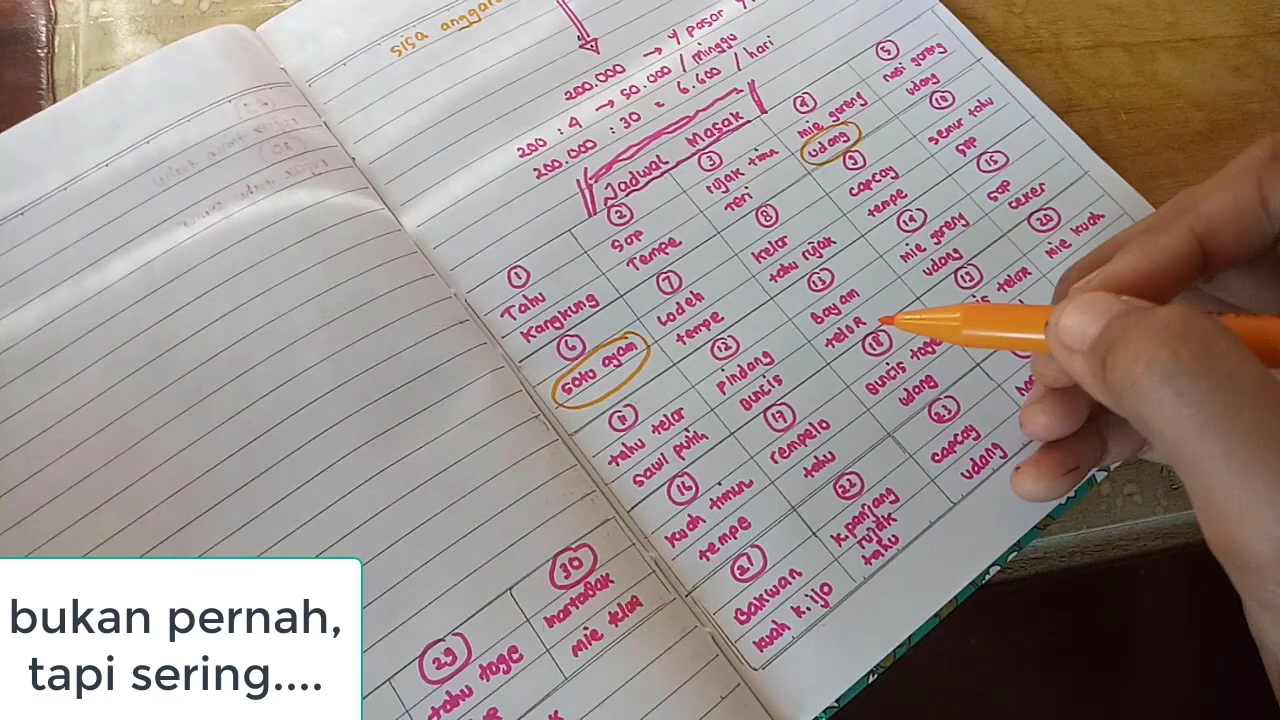 sisa anggara
200.000 → 4 pasar
200 : 4 → 50.000 / minggu
200.000 : 30 = 6.600 / hari
Jadwal Masak
1
Tahu
Kangkung
2
Sop
Tempe
3
rujak timun
Teri
4
mie goreng
udang
5
nasi goreng
udang
6
Soto ayam
7
Lodeh
tempe
8
kelor
tahu rujak
9
capcay
tempe
10
semur tahu
sop
11
tahu telor
sawi putih
12
pindang
Buncis
13
Bayam
teloR
14
mie goreng
udang
15
sop
ceker
16
kuah timun
tempe
17
rempelo
tahu
18
Buncis toge
udang
telor
20
mie kuah
22
k.panjang
rujak
tahu
23
capcay
udang
27
Bakwan
kuah k.ijo
29
tahu toge
30
martabak
mie telor
bukan pernah,
tapi sering....